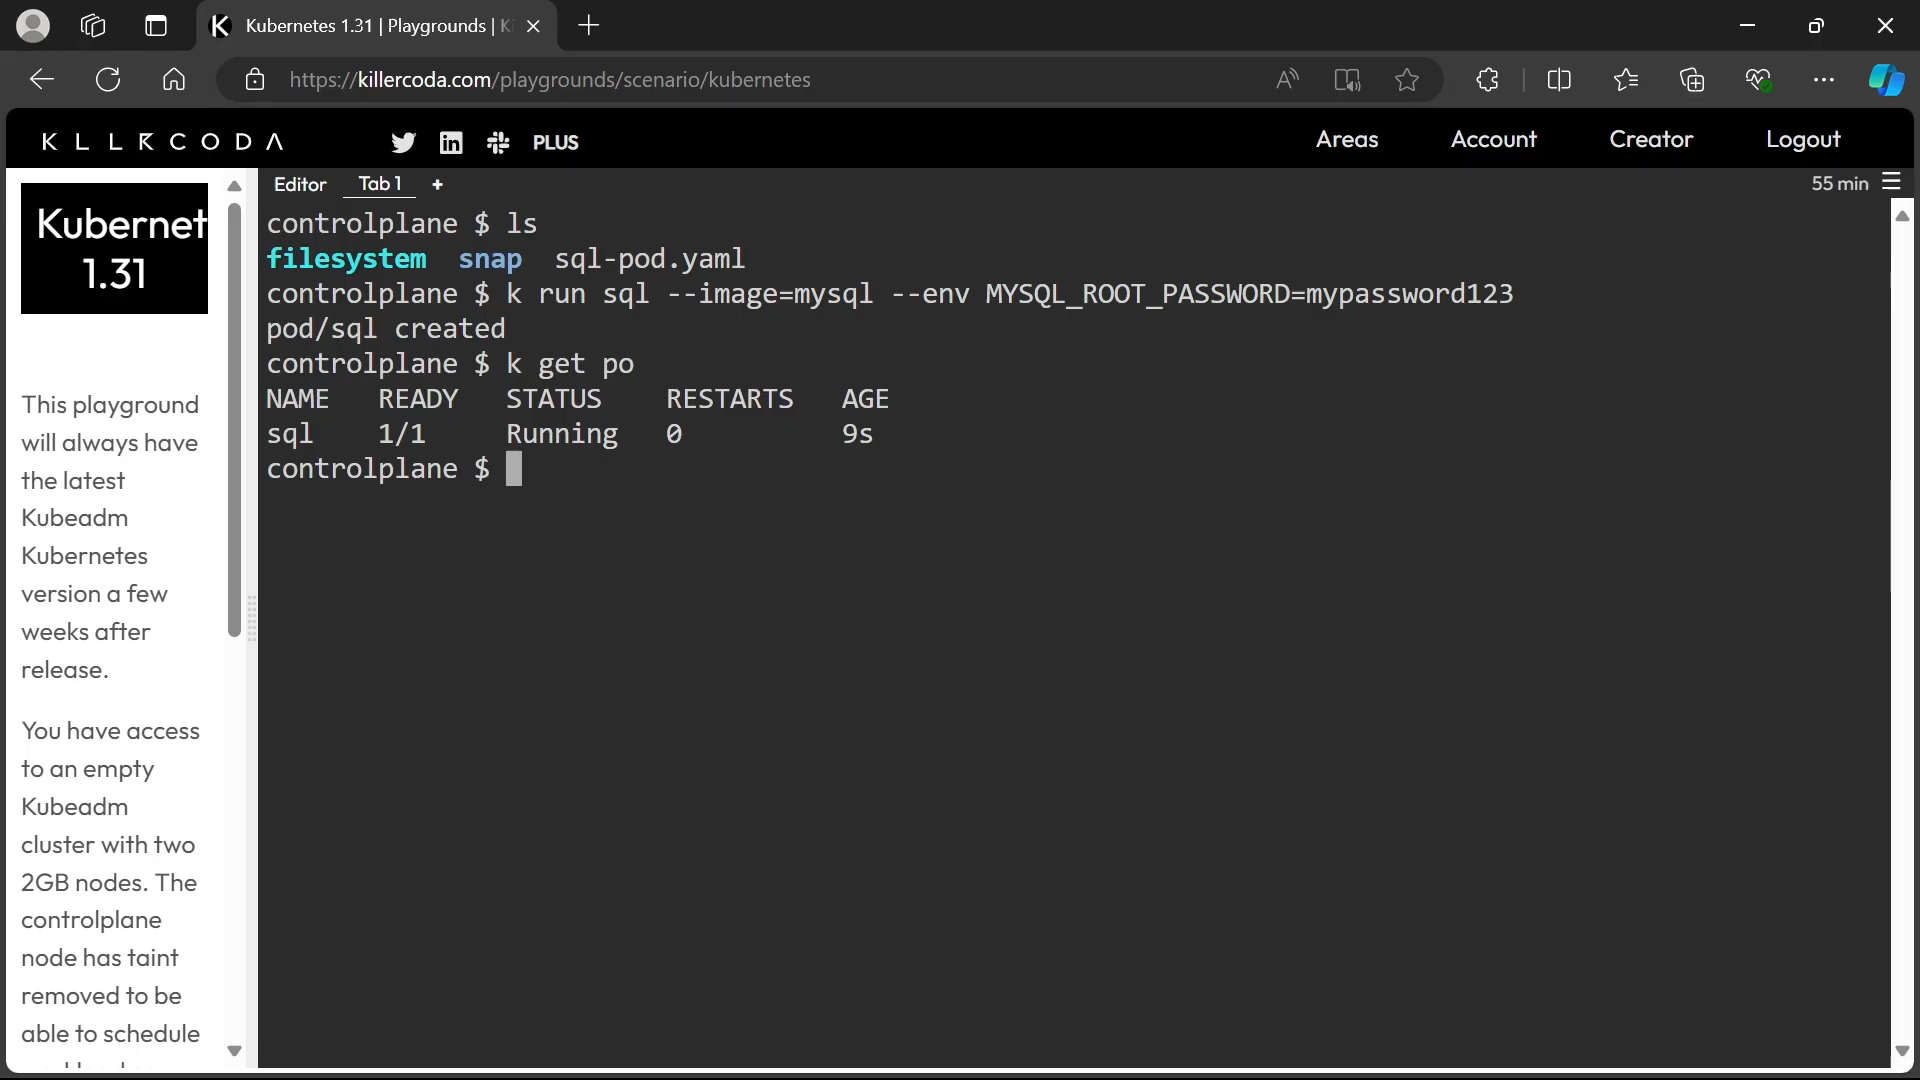 Kubernetes 1.31 | Playgrounds | K
https://killercoda.com/playgrounds/scenario/kubernetes
KLLRCODA PLUS Areas Account Creator Logout
Kubernet
1.31
This playground
will always have
the latest
Kubeadm
Kubernetes
version a few
weeks after
release.
You have access
to an empty
Kubeadm
cluster with two
2GB nodes. The
controlplane
node has taint
removed to be
able to schedule
Editor Tab 1 + 55 min
controlplane $ ls
filesystem snap sql-pod.yaml
controlplane $ k run sql --image=mysql --env MYSQL_ROOT_PASSWORD=mypassword123
pod/sql created
controlplane $ k get po
NAME READY STATUS RESTARTS AGE
sql 1/1 Running 0 9s
controlplane $